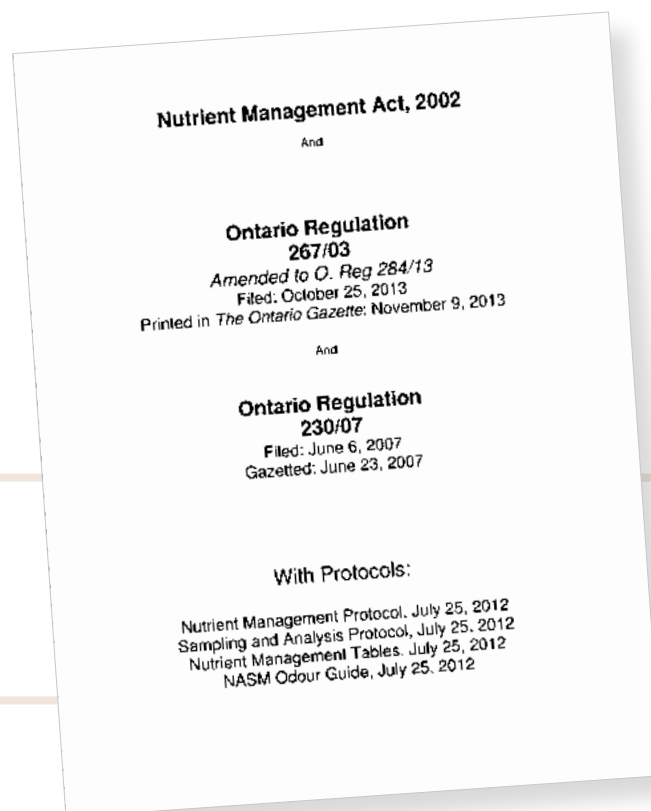 Nutrient Management Act, 2002
And
Ontario Regulation
267/03
Amended to O. Reg 284/13
Filed: October 25, 2013
Printed in The Ontario Gazette: November 9, 2013
And
Ontario Regulation
230/07
Filed: June 6, 2007
Gazetted: June 23, 2007
With Protocols:
Nutrient Management Protocol. July 25, 2012
Sampling and Analysis Protocol, July 25. 2012
Nutrient Management Tables. July 25, 2012
NASM Odour Guide, July 25. 2012